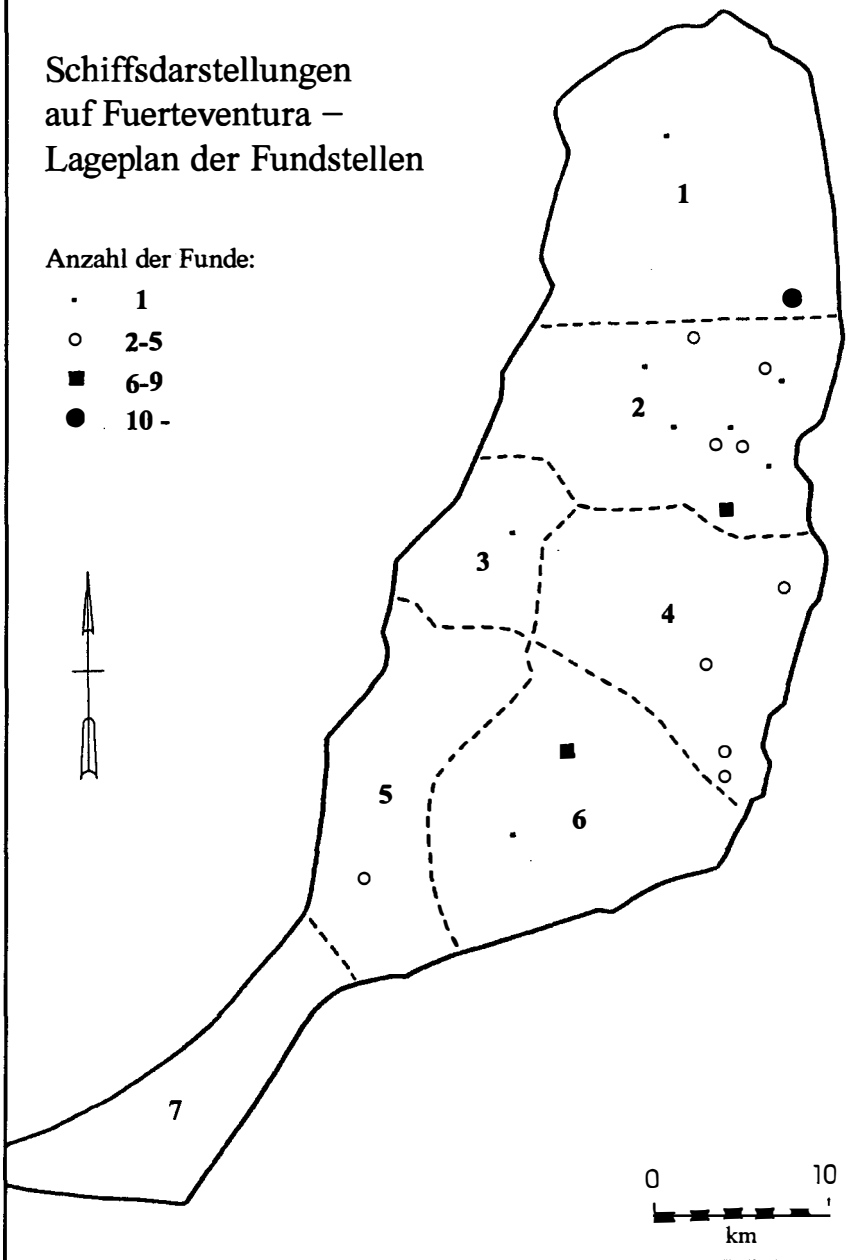 Schiffsdarstellungen
auf Fuerteventura –
Lageplan der Fundstellen
Anzahl der Funde:
1
2-5
6-9
10 -
1
2
3
4
5
6
7
0 10
km